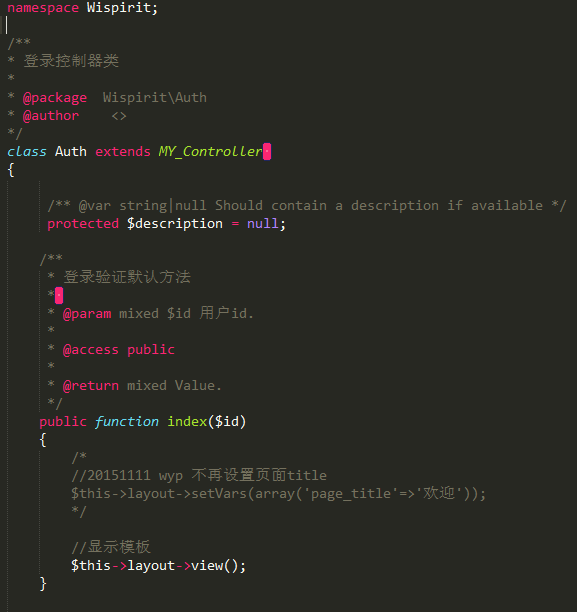 namespace Wispirit;
/**
* 登录控制器类
*
* @package  Wispirit\Auth
* @author    <>
*/
class Auth extends MY_Controller
{
/** @var string|null Should contain a description if available */
protected $description = null;
/**
* 登录验证默认方法
*
* @param mixed $id 用户id.
*
* @access public
*
* @return mixed Value.
*/
public function index($id)
{
/*
//20151111 wyp 不再设置页面title
$this->layout->setVars(array('page_title'=>'欢迎'));
*/
//显示模板
$this->layout->view();
}